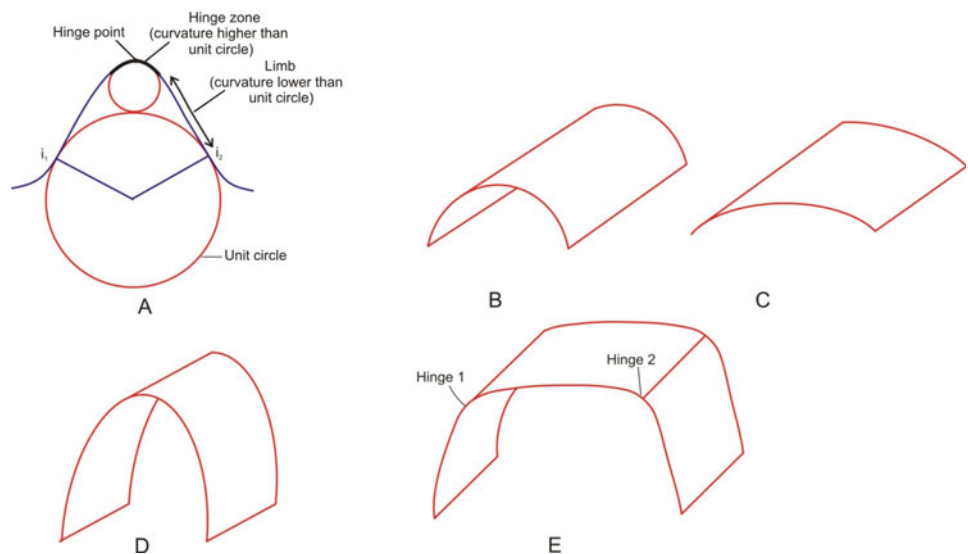 Hinge point
Hinge zone
(curvature higher than
unit circle)
Limb
(curvature lower than
unit circle)
i₁
i₂
Unit circle
A
B
C
Hinge 1
Hinge 2
D
E